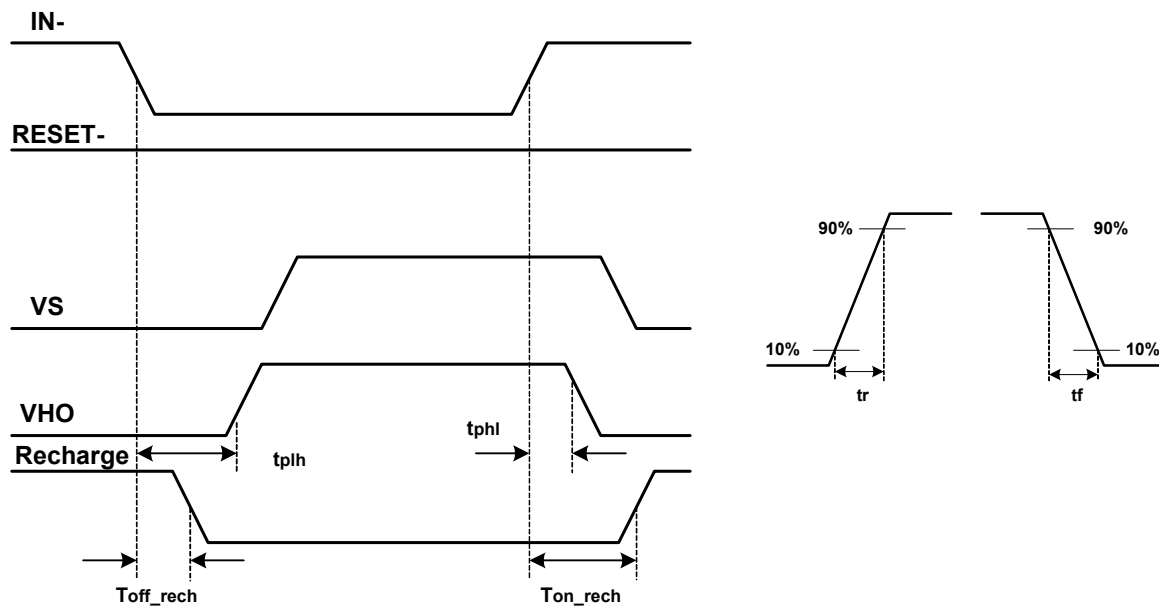 IN-
RESET-
VS
VHO
Recharge
tplh
tphl
Toff_rech
Ton_rech
90%
90%
10%
10%
tr
tf